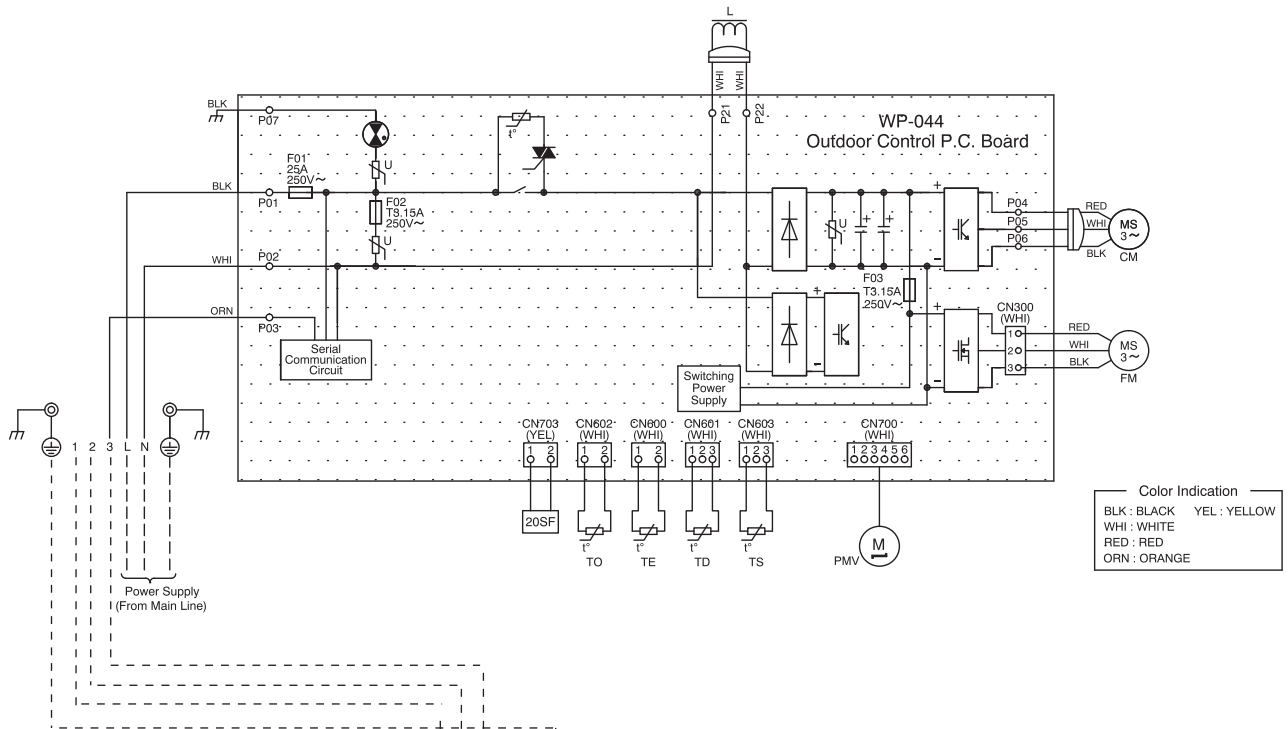 L
WHI
WHI
P21
P22
WP-044
Outdoor Control P.C. Board
BLK
P07
F01
25A
250V~
BLK
P01
U
t°
F02
T3.15A
250V~
U
WHI
P02
ORN
P03
Serial
Communication
Circuit
U
+
+
+
-
F03
T3.15A
250V~
+
-
+
-
P04
P05
P06
RED
WHI
BLK
MS
3~
CM
CN300
(WHI)
1
2
3
RED
WHI
BLK
MS
3~
FM
Switching
Power
Supply
1 2 3 L N
Power Supply
(From Main Line)
CN703
(YEL)
1 2
20SF
CN602
(WHI)
1 2
t°
TO
CN600
(WHI)
1 2
t°
TE
CN601
(WHI)
1 2 3
t°
TD
CN603
(WHI)
1 2 3
t°
TS
CN700
(WHI)
1 2 3 4 5 6
M
PMV
Color Indication
BLK : BLACK YEL : YELLOW
WHI : WHITE
RED : RED
ORN : ORANGE